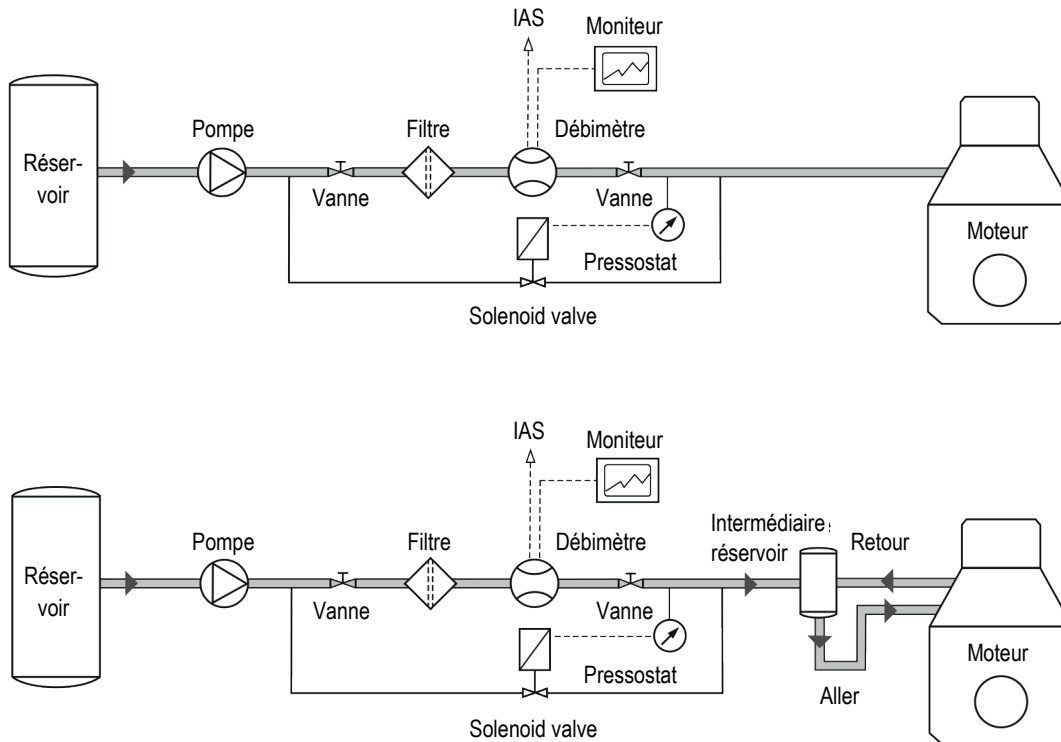 IAS
Moniteur
Pompe
Filtre
Débimètre
Réser-
voir
Vanne
Vanne
Moteur
Pressostat
Solenoid valve
IAS
Moniteur
Intermédiaire
réservoir
Retour
Pompe
Filtre
Débimètre
Réser-
voir
Vanne
Vanne
Moteur
Pressostat
Aller
Solenoid valve